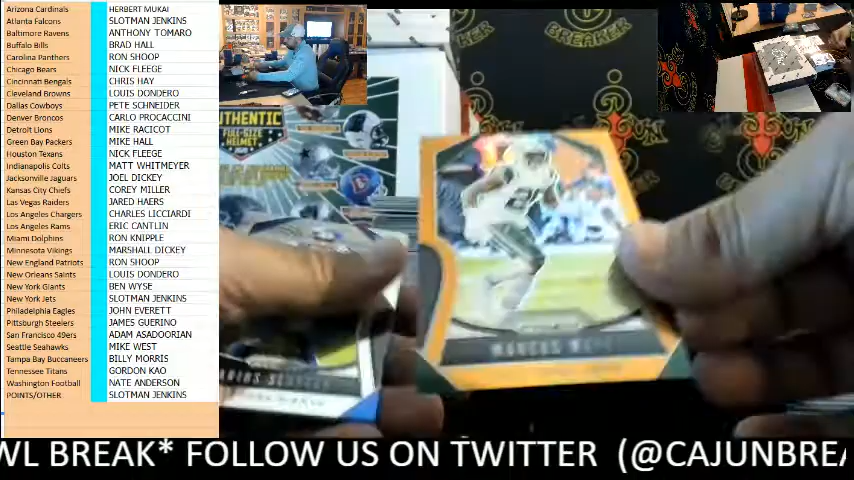 Arizona Cardinals HERBERT MUKAI
Atlanta Falcons SLOTMAN JENKINS
Baltimore Ravens ANTHONY TOMARO
Buffalo Bills BRAD HALL
Carolina Panthers RON SHOOP
Chicago Bears NICK FLEEGE
Cincinnati Bengals CHRIS HAY
Cleveland Browns LOUIS DONDERO
Dallas Cowboys PETE SCHNEIDER
Denver Broncos CARLO PROCACCINI
Detroit Lions MIKE RACICOT
Green Bay Packers MIKE HALL
Houston Texans NICK FLEEGE
Indianapolis Colts MATT WHITMEYER
Jacksonville Jaguars JOEL DICKEY
Kansas City Chiefs COREY MILLER
Las Vegas Raiders JARED HAERS
Los Angeles Chargers CHARLES LICCIARDI
Los Angeles Rams ERIC CANTLIN
Miami Dolphins RON KNIPPLE
Minnesota Vikings MARSHALL DICKEY
New England Patriots RON SHOOP
New Orleans Saints LOUIS DONDERO
New York Giants BEN WYSE
New York Jets SLOTMAN JENKINS
Philadelphia Eagles JOHN EVERETT
Pittsburgh Steelers JAMES GUERINO
San Francisco 49ers ADAM ASADOORIAN
Seattle Seahawks MIKE WEST
Tampa Bay Buccaneers BILLY MORRIS
Tennessee Titans GORDON KAO
Washington Football NATE ANDERSON
POINTS/OTHER SLOTMAN JENKINS
BREAKER
AUTHENTIC
FULL-SIZE
HELMET
MARCUS
WL BREAK* FOLLOW US ON TWITTER (@CAJUNBREA